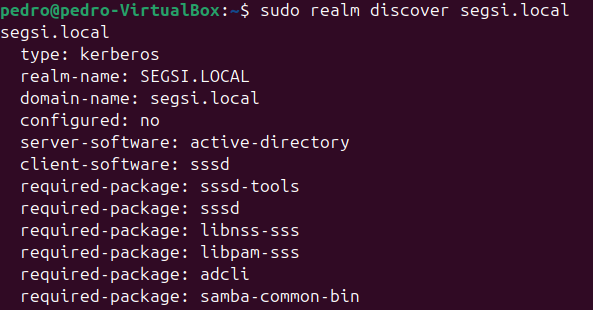 pedro@pedro-VirtualBox:~$ sudo realm discover segsi.local
segsi.local
  type: kerberos
  realm-name: SEGSI.LOCAL
  domain-name: segsi.local
  configured: no
  server-software: active-directory
  client-software: sssd
  required-package: sssd-tools
  required-package: sssd
  required-package: libnss-sss
  required-package: libpam-sss
  required-package: adcli
  required-package: samba-common-bin